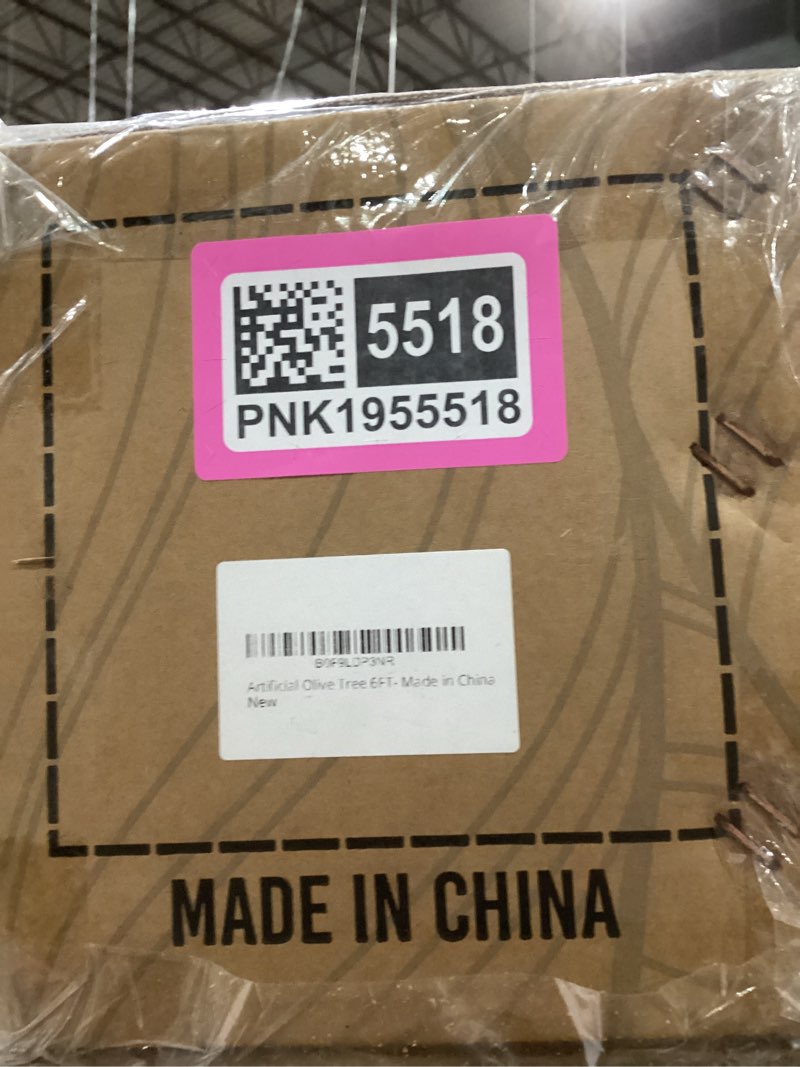 5518
PNK1955518
B0F9LDP3NR
Artificial Olive Tree 6FT- Made in China
New
MADE IN CHINA